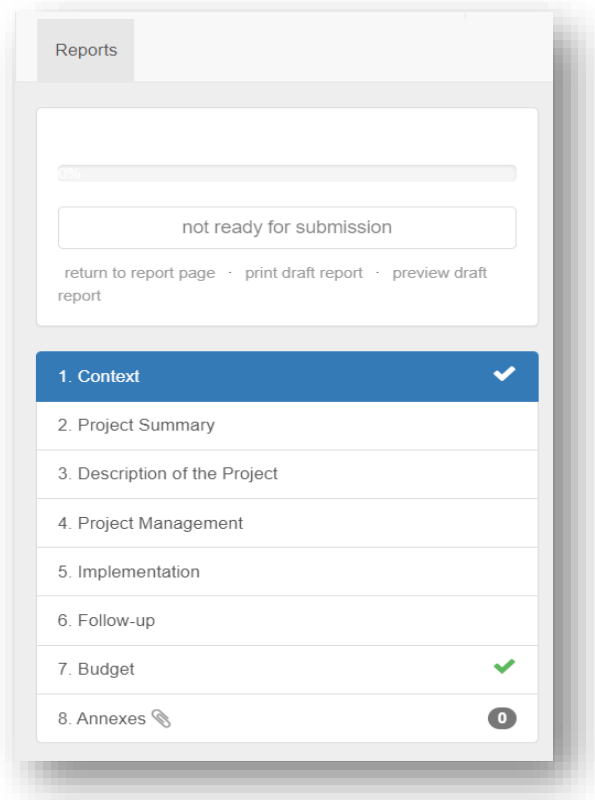 Reports
0%
not ready for submission
return to report page · print draft report · preview draft
report
1. Context
2. Project Summary
3. Description of the Project
4. Project Management
5. Implementation
6. Follow-up
7. Budget
8. Annexes
0